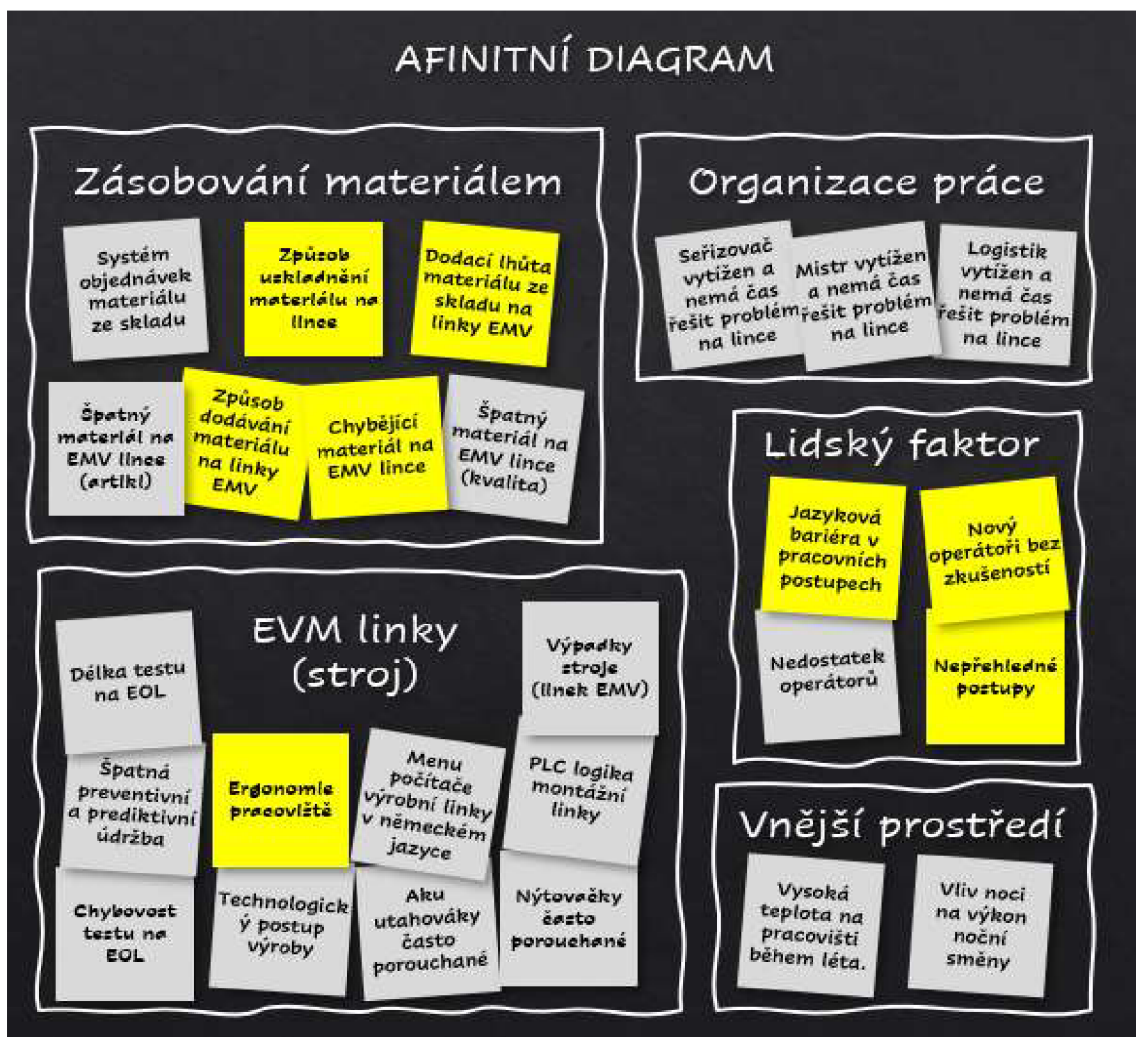 AFINITNÍ DIAGRAM
Zásobování materiálem
Systém
objednávek
materiálu
ze skladu
Způsob
uskladnění
materiálu na
lince
Dodací lhůta
materiálu ze
skladu na
linky EMV
Špatný
materiál na
EMV lince
(artikl)
Způsob
dodávání
materiálu
na linky
EMV
Chybějící
material na
EMV lince
Špatný
material na
EMV lince
(kvalita)
Organizace práce
Seřizovač
vytížen a
nemá čas
řešit problém
na lince
Mistr vytížen
a nemá čas
řešit problém
na lince
Logistik
vytížen a
nemá čas
řešit problém
na lince
Lidský faktor
Jazyková
bariéra v
pracovních
postupech
Nový
operátoři bez
zkušeností
Nedostatek
operátorů
Nepřehledné
postupy
EVM linky
(stroj)
Délka testu
na EOL
Výpadky
stroje
(linek EMV)
Špatná
preventivní
a prediktivní
údržba
Ergonomie
pracoviště
Menu
počítače
výrobní linky
v německém
jazyce
PLC logika
montážní
linky
Chybovost
testu na
EOL
Technologick
ý postup
výroby
Aku
utahováky
často
porouchané
Nýtovačky
často
porouchané
Vnější prostředí
Vysoká
teplota na
pracovišti
během léta.
Vliv noci
na výkon
noční
směny